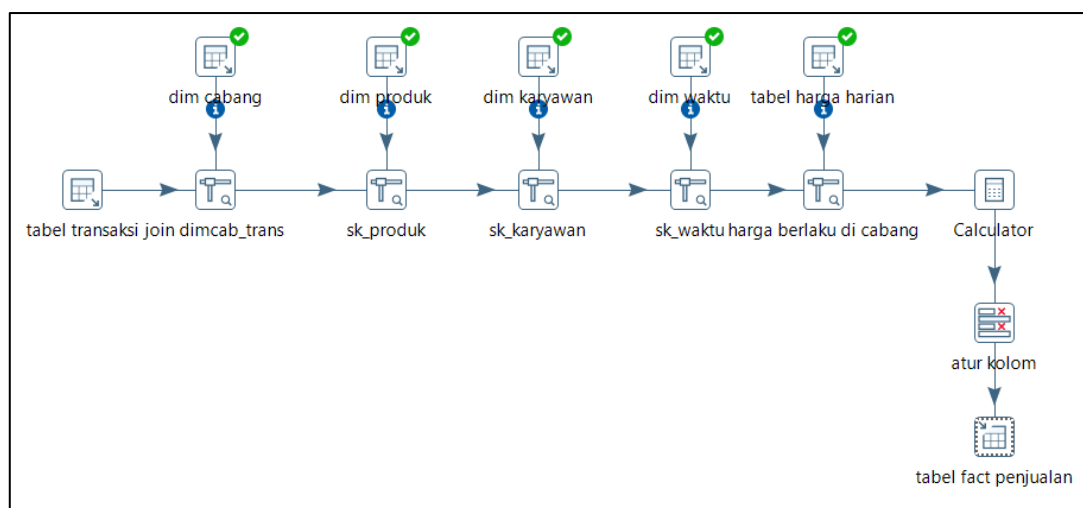 dim cabang
dim produk
dim karyawan
dim waktu
tabel harga harian
tabel transaksi
join dimcab_trans
sk_produk
sk_karyawan
sk_waktu
harga berlaku di cabang
Calculator
atur kolom
tabel fact penjualan